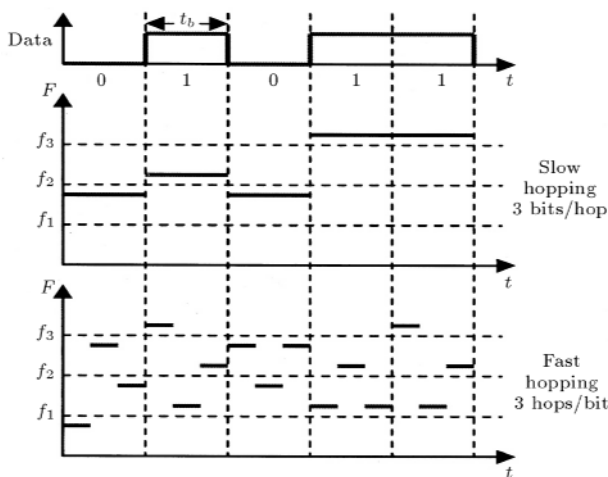 Data
t_b
0 1 0 1 1
t
F
f_3
f_2
f_1
Slow
hopping
3 bits/hop
t
F
f_3
f_2
f_1
Fast
hopping
3 hops/bit
t